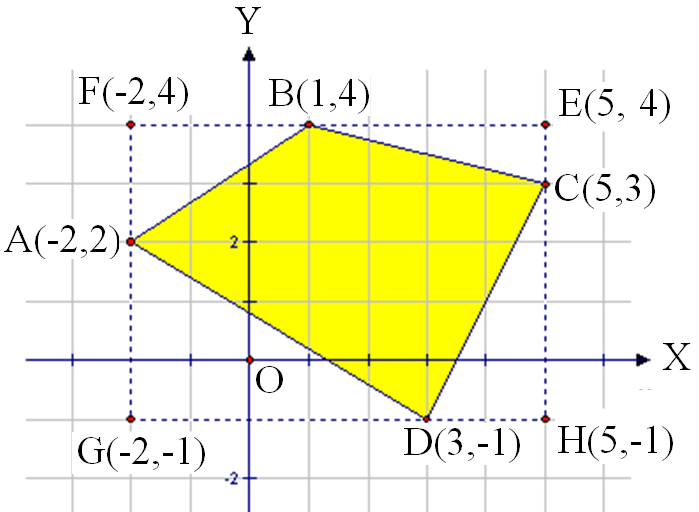 Y
F(-2,4)
B(1,4)
E(5, 4)
C(5,3)
A(-2,2)
2
X
O
G(-2,-1)
D(3,-1)
H(5,-1)
-2